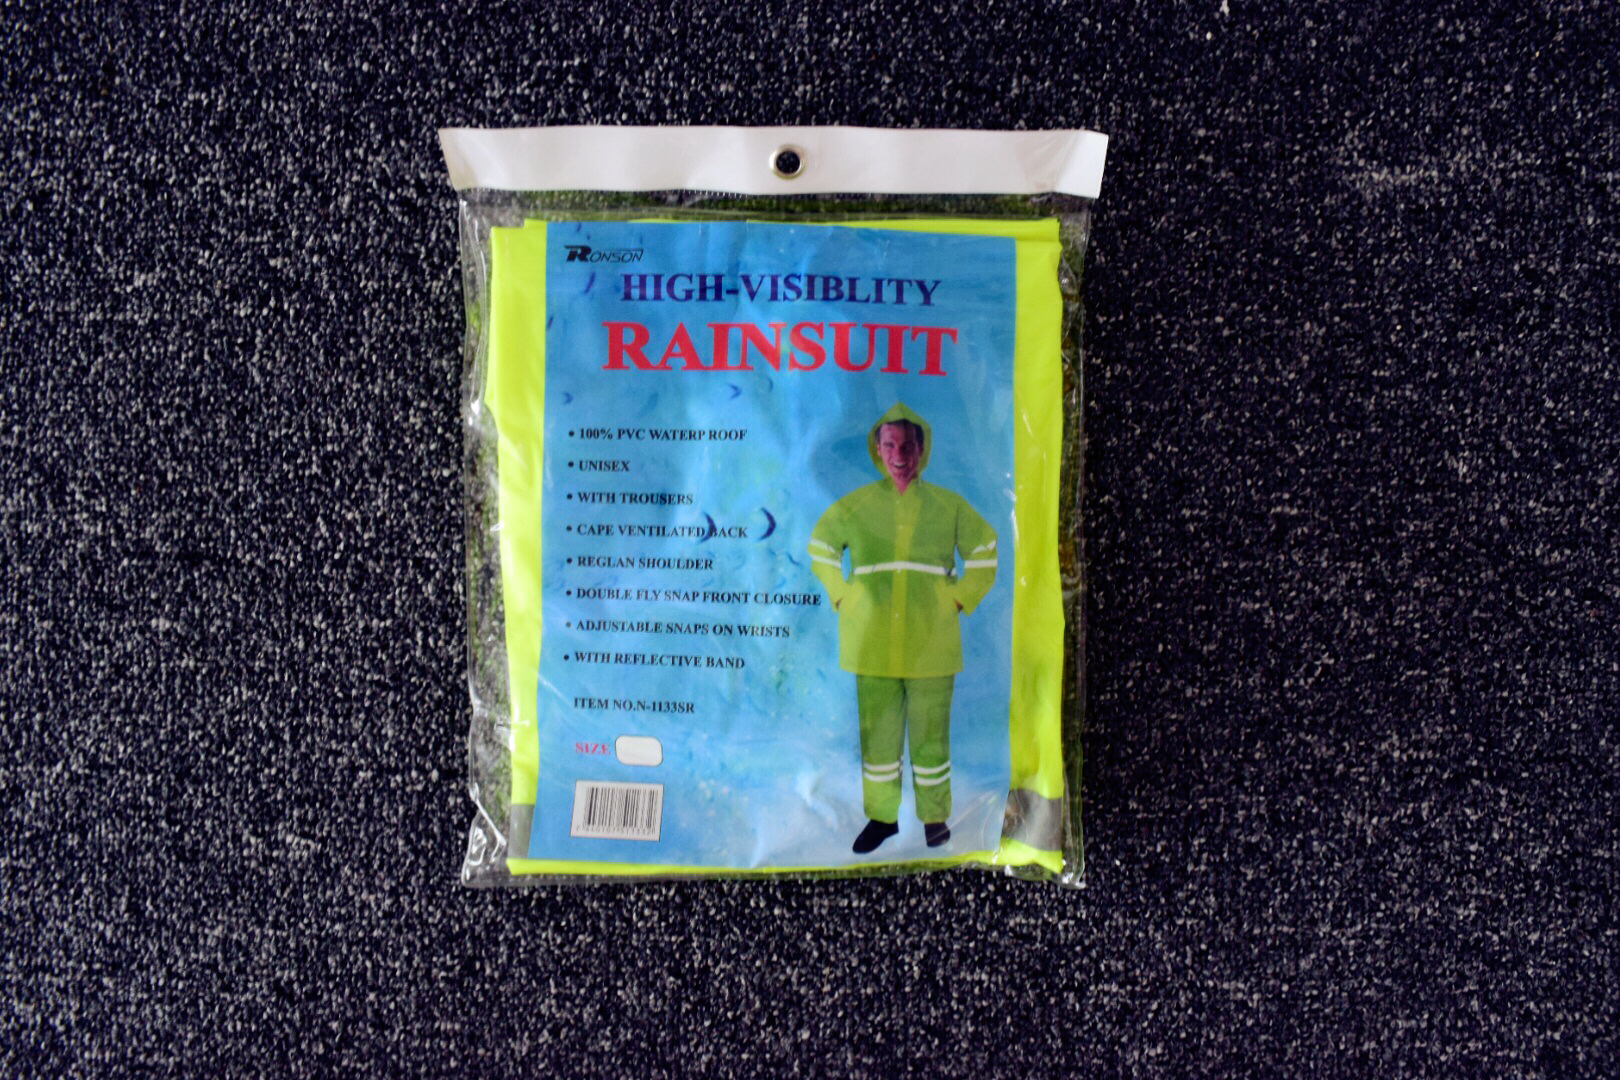 RONSON
HIGH-VISIBLITY
RAINSUIT
• 100% PVC WATERP ROOF
• UNISEX
• WITH TROUSERS
• CAPE VENTILATED BACK
• REGLAN SHOULDER
• DOUBLE FLY SNAP FRONT CLOSURE
• ADJUSTABLE SNAPS ON WRISTS
• WITH REFLECTIVE BAND
ITEM NO.N-1133SR
SIZE